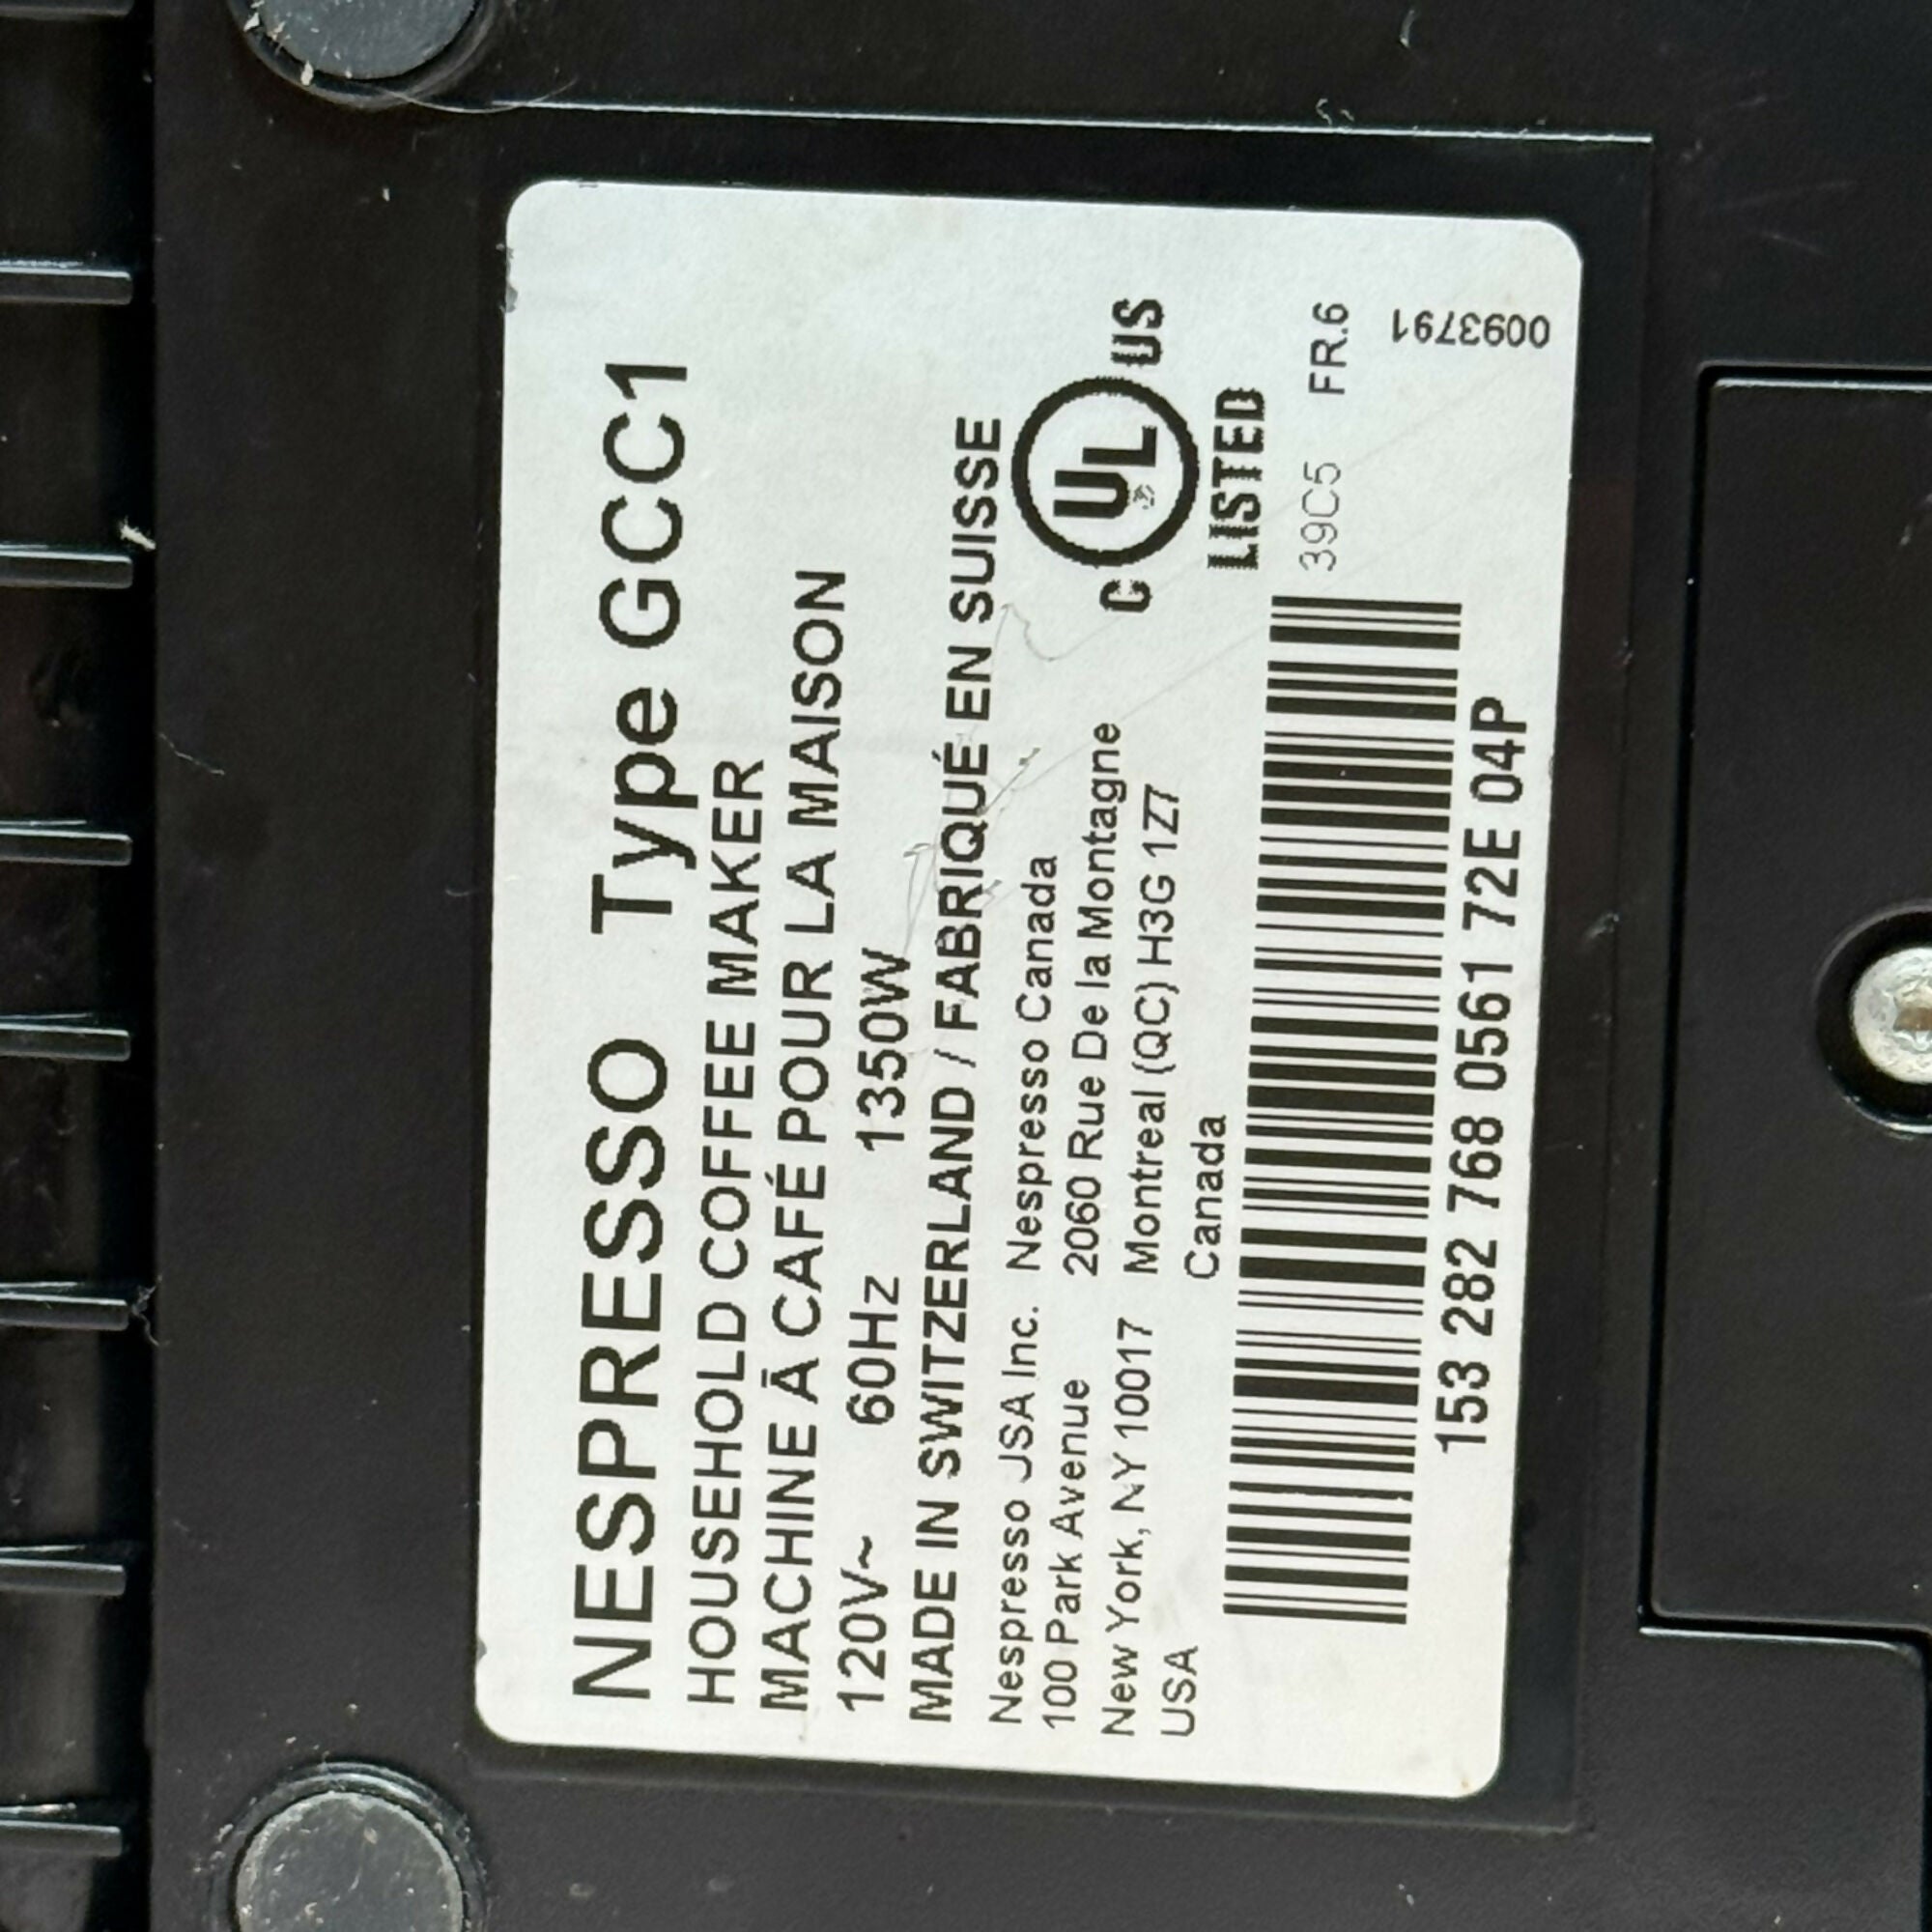 NESPRESSO Type GCC1
HOUSEHOLD COFFEE MAKER
MACHINE Ā CAFÉ POUR LA MAISON
120V~ 60Hz 1350W
MADE IN SWITZERLAND / FABRIQUÉ EN SUISSE
Nespresso JSA Inc.
100 Park Avenue
New York, NY 10017
USA
Nespresso Canada
2060 Rue De la Montagne
Montreal (QC) H3G 1Z7
Canada
C UL US
®
LISTED
39C5 FR.6
0093791
153 282 768 0561 72E 04P